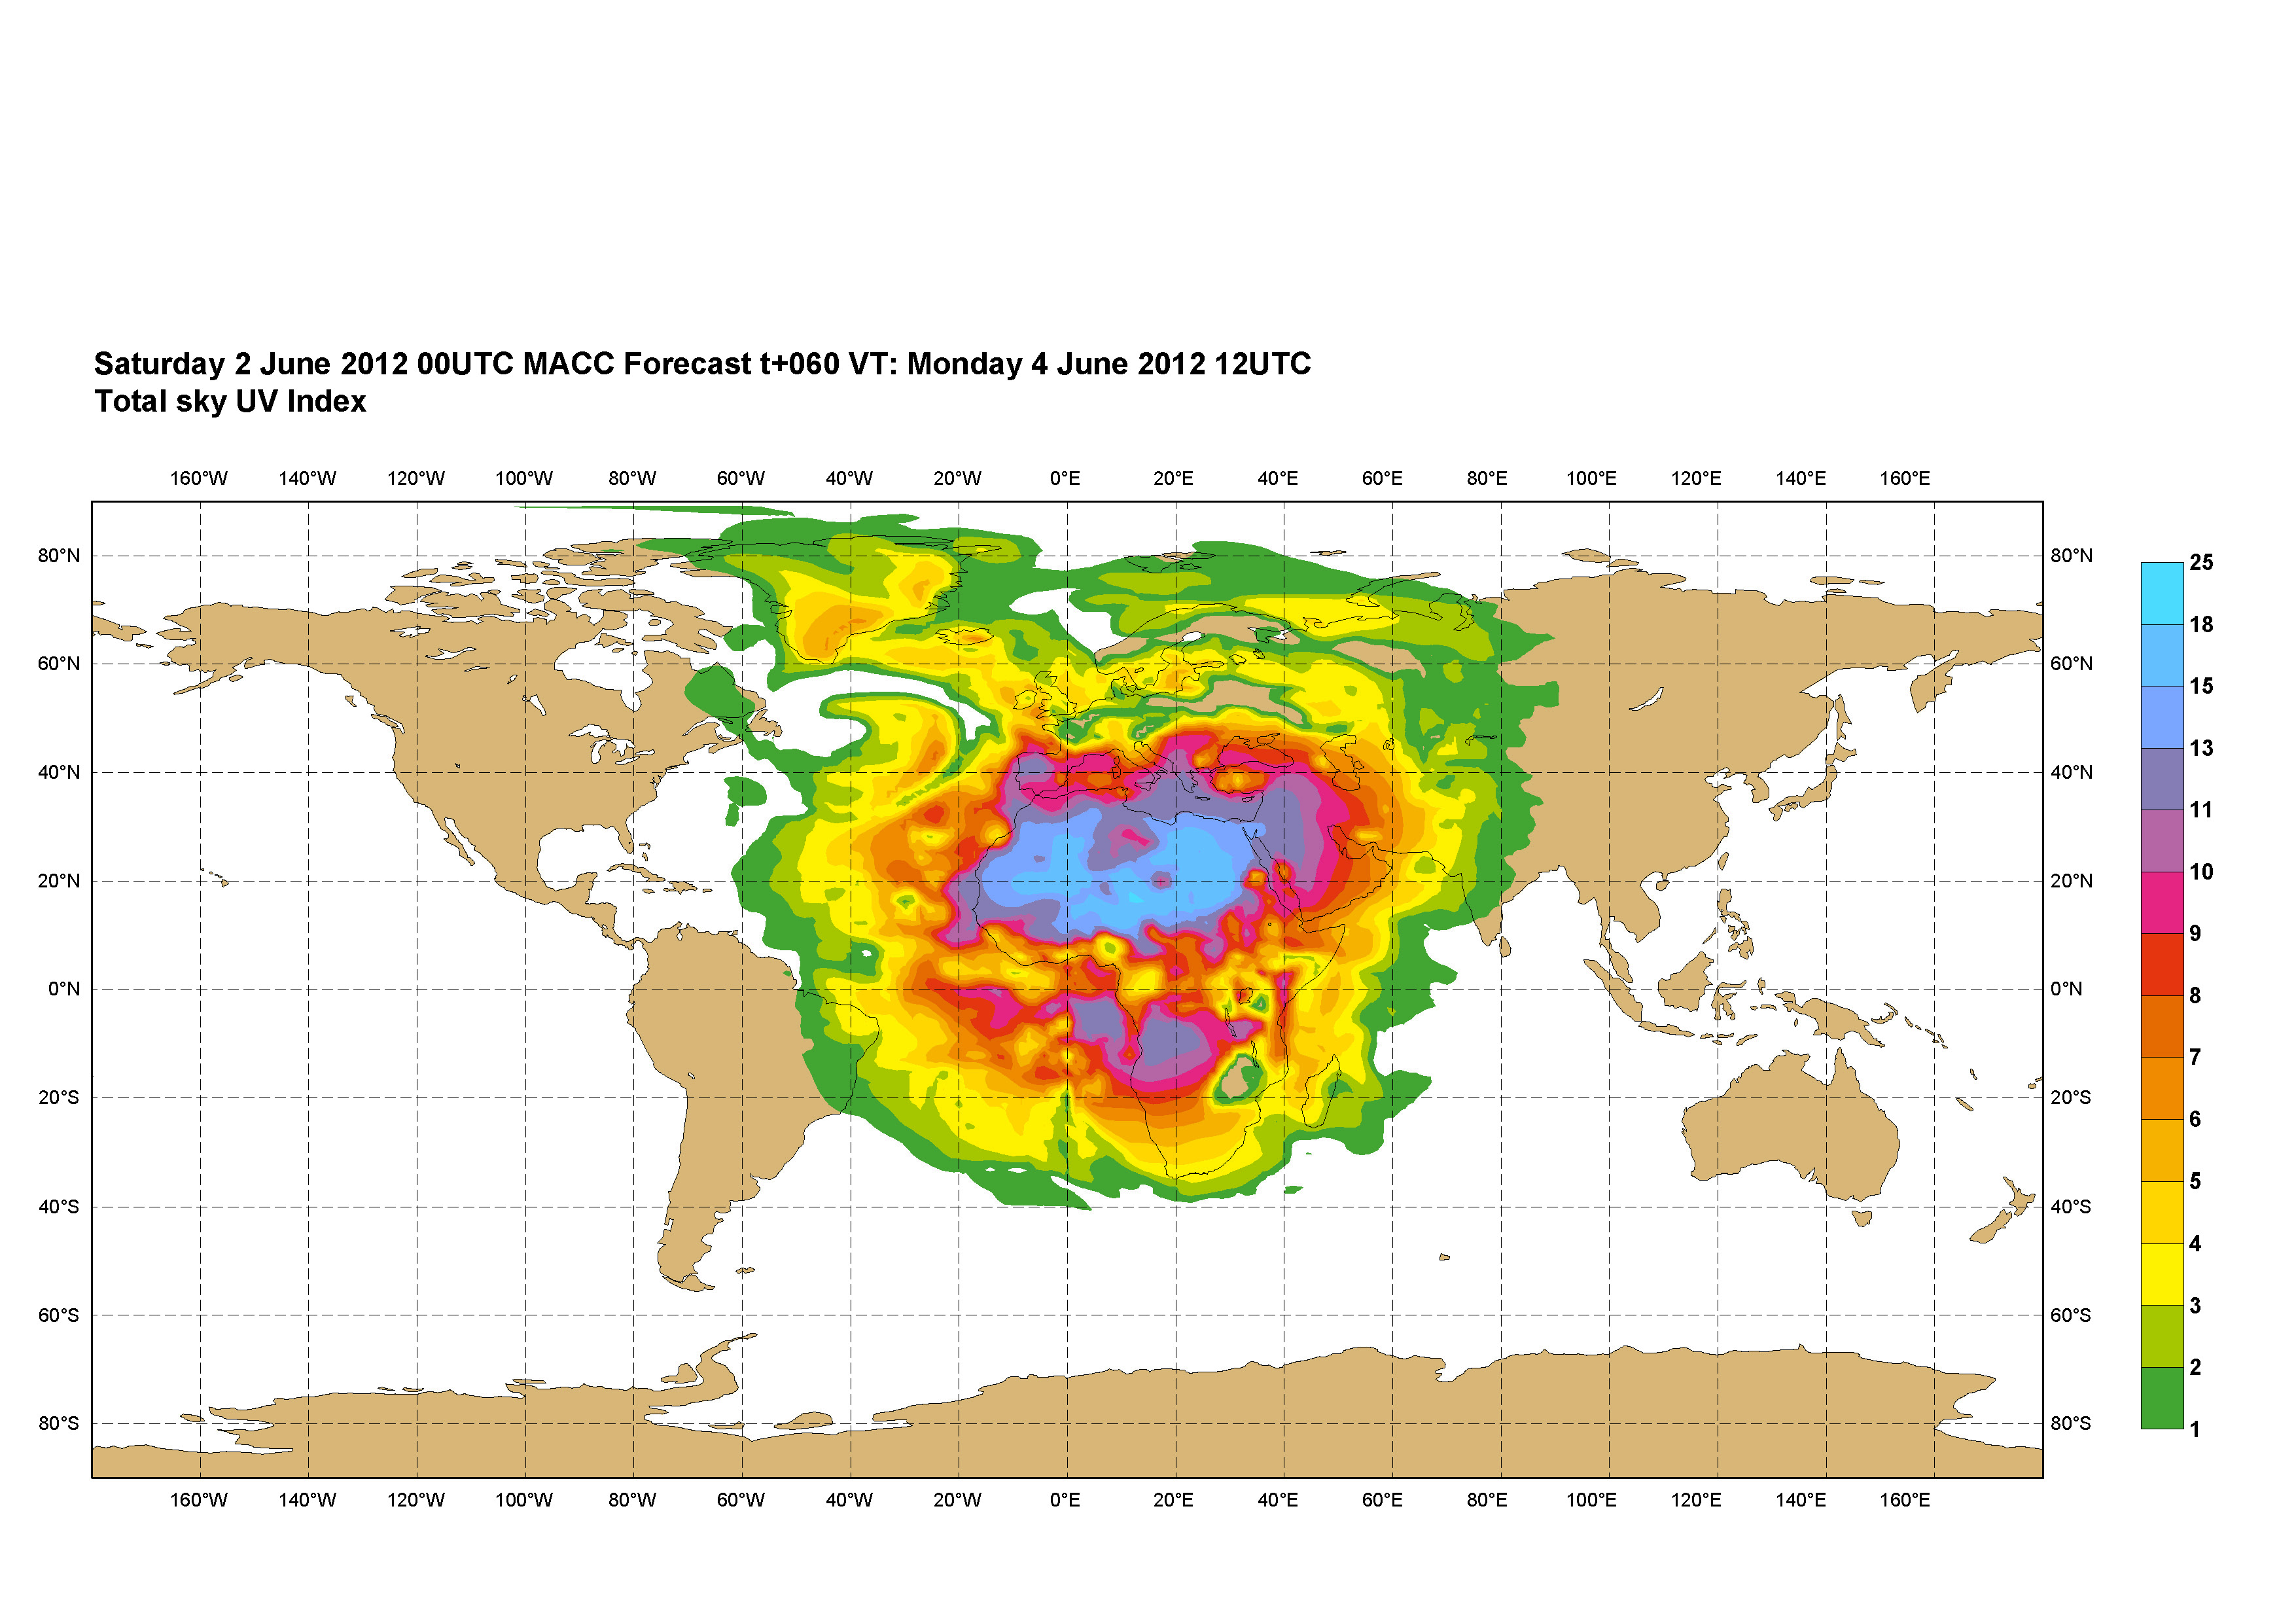 Saturday 2 June 2012 00UTC MACC Forecast t+060 VT: Monday 4 June 2012 12UTC
Total sky UV Index
160°W 140°W 120°W 100°W 80°W 60°W 40°W 20°W 0°E 20°E 40°E 60°E 80°E 100°E 120°E 140°E 160°E
80°N 80°N
60°N 60°N
40°N 40°N
20°N 20°N
0°N 0°N
20°S 20°S
40°S 40°S
60°S 60°S
80°S 80°S
160°W 140°W 120°W 100°W 80°W 60°W 40°W 20°W 0°E 20°E 40°E 60°E 80°E 100°E 120°E 140°E 160°E
25
18
15
13
11
10
9
8
7
6
5
4
3
2
1